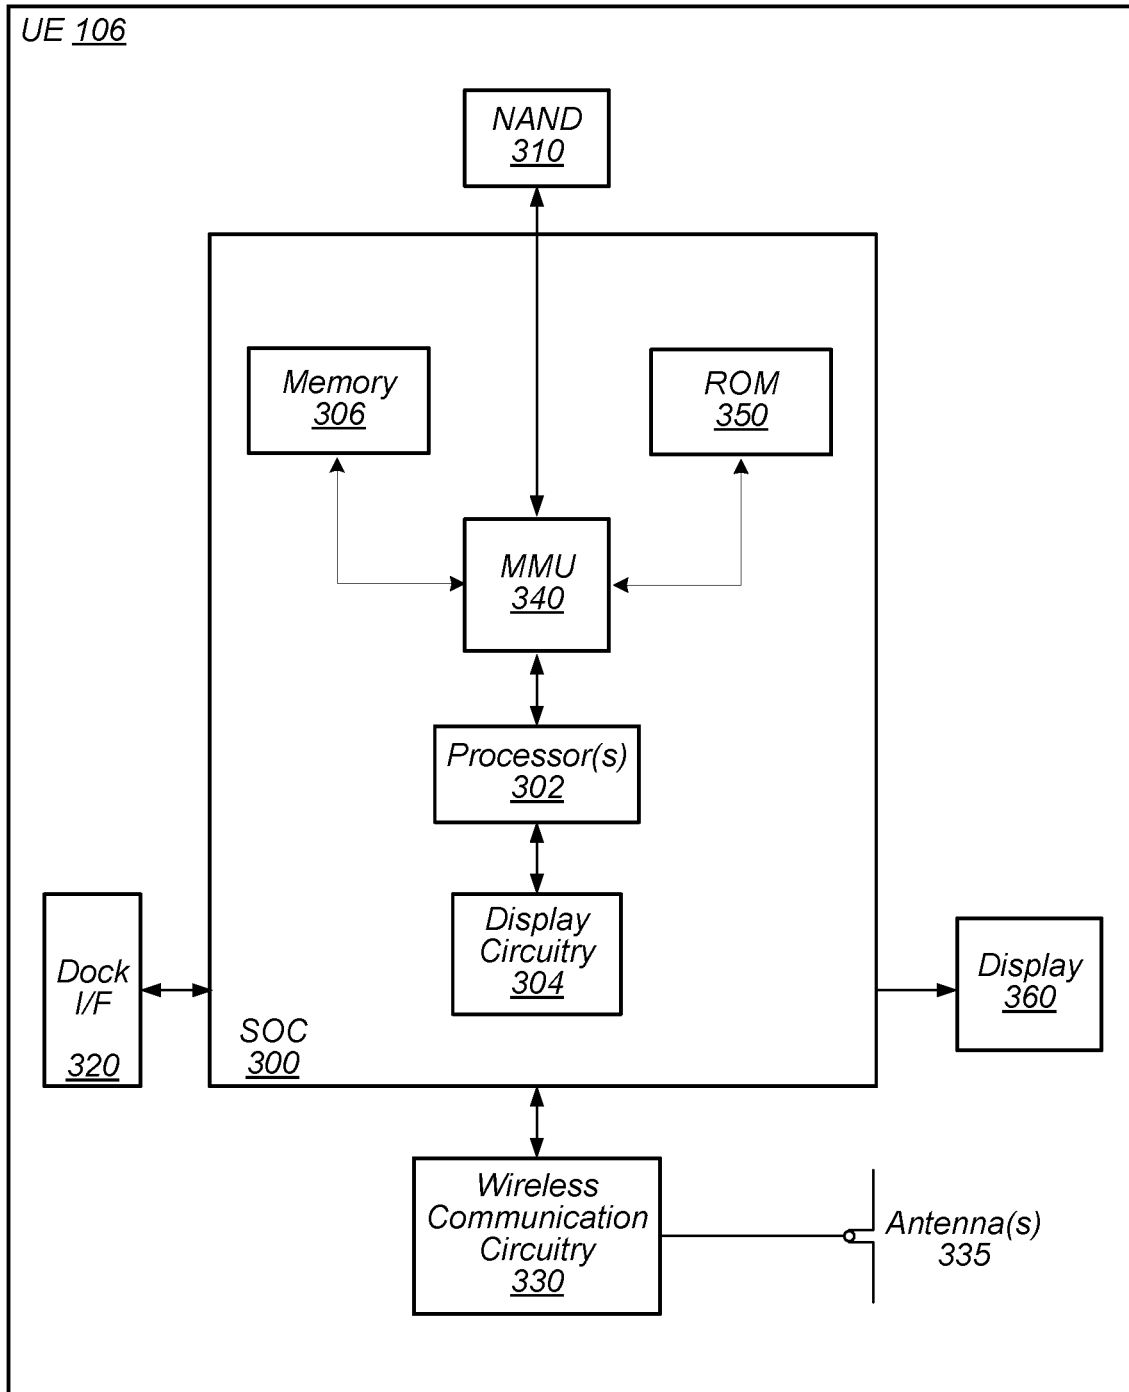 UE 106
NAND
310
Memory
306
ROM
350
MMU
340
Processor(s)
302
Display
Circuitry
304
Dock
I/F
320
SOC
300
Display
360
Wireless
Communication
Circuitry
330
Antenna(s)
335